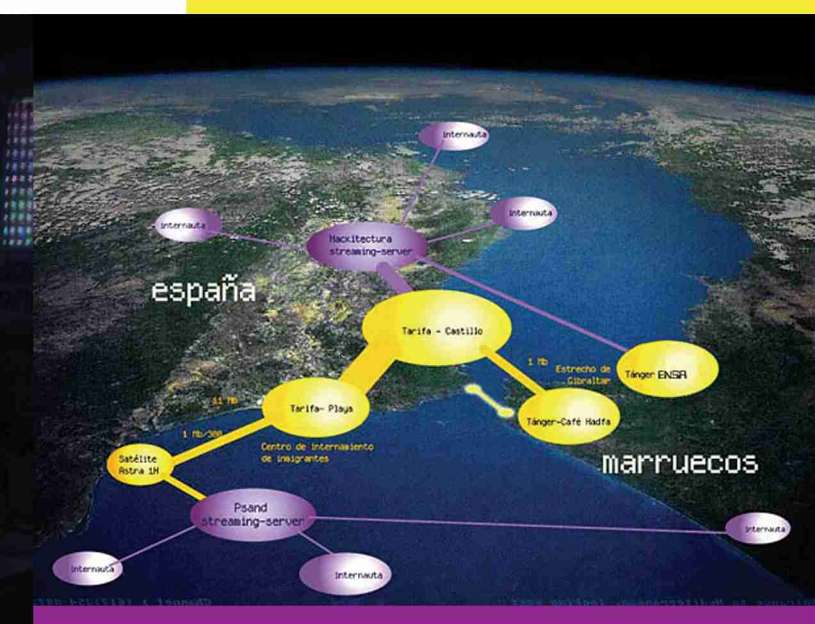 internauta
internauta
internauta
Hackitectura
streaming-server
españa
Tarifa - Castillo
1 Mb
Estrecho de
Gibraltar
Tánger ENSA
11 Mb
Tarifa- Playa
Tánger-Café Hadfa
1 Mb/300
Centro de internamiento
de inmigrantes
Satélite
Astra 1H
marruecos
Psand
streaming-server
internauta
internauta
internauta